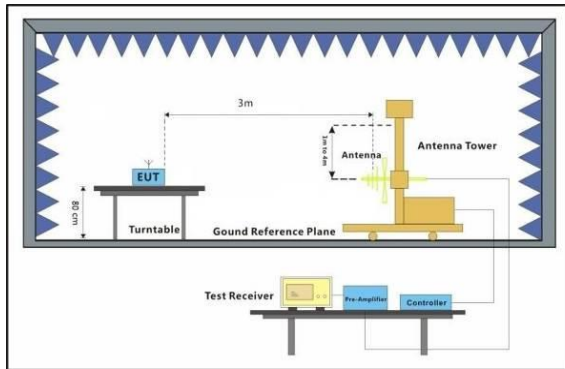 3m
1m to 4m
Antenna
Antenna Tower
EUT
80 cm
Turntable
Gound Reference Plane
Test Receiver
Pre-Amplifier
Controller